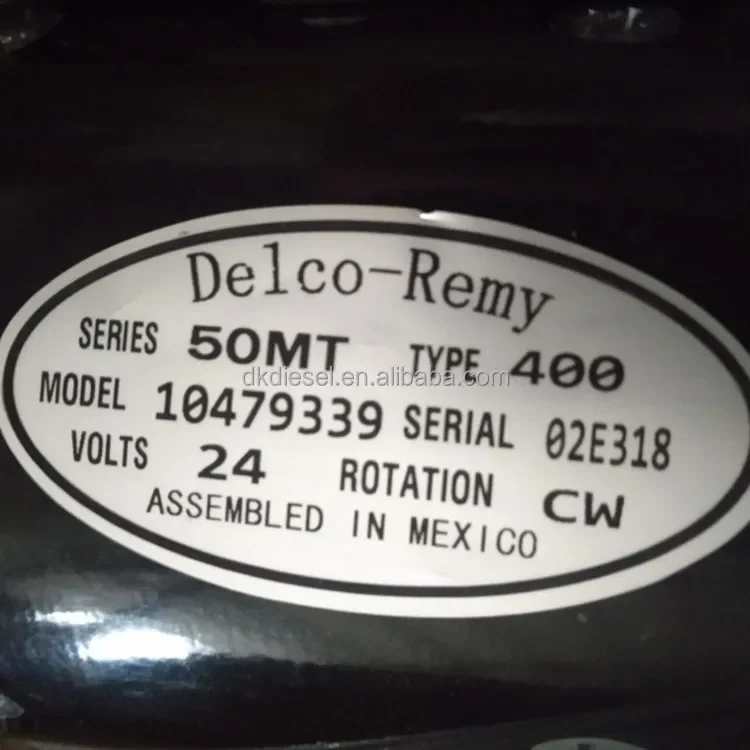 Delco-Remy
SERIES 50MT TYPE 400
dkdiesel.en.alibaba.com
MODEL 10479339 SERIAL 02E318
VOLTS 24 ROTATION CW
ASSEMBLED IN MEXICO